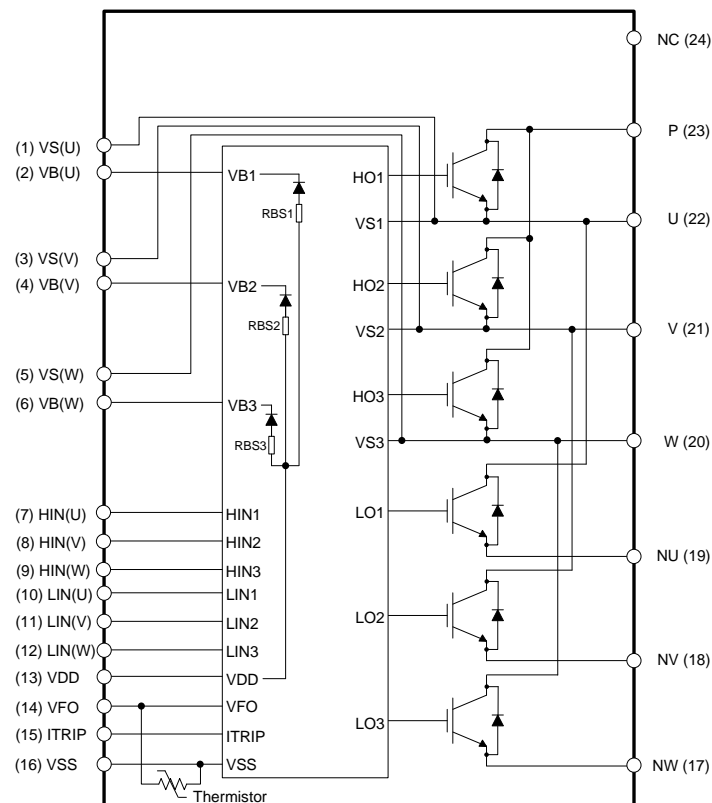 NC (24)
P (23)
(1) VS(U)
(2) VB(U)
VB1
HO1
RBS1
VS1
U (22)
(3) VS(V)
(4) VB(V)
VB2
HO2
RBS2
VS2
V (21)
(5) VS(W)
(6) VB(W)
VB3
HO3
RBS3
VS3
W (20)
(7) HIN(U)
HIN1
LO1
(8) HIN(V)
HIN2
(9) HIN(W)
HIN3
NU (19)
(10) LIN(U)
LIN1
(11) LIN(V)
LIN2
LO2
(12) LIN(W)
LIN3
NV (18)
(13) VDD
VDD
(14) VFO
VFO
LO3
(15) ITRIP
ITRIP
(16) VSS
VSS
NW (17)
Thermistor